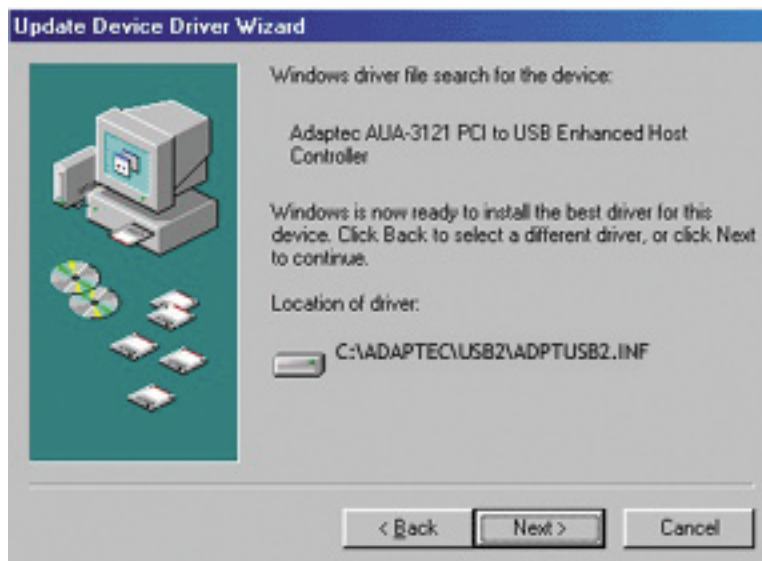 Update Device Driver Wizard
Windows driver file search for the device:
Adaptec AUA-3121 PCI to USB Enhanced Host
Controller
Windows is now ready to install the best driver for this
device. Click Back to select a different driver, or click Next
to continue.
Location of driver:
C:\ADAPTEC\USB2\ADPTUSB2.INF
< Back
Next >
Cancel